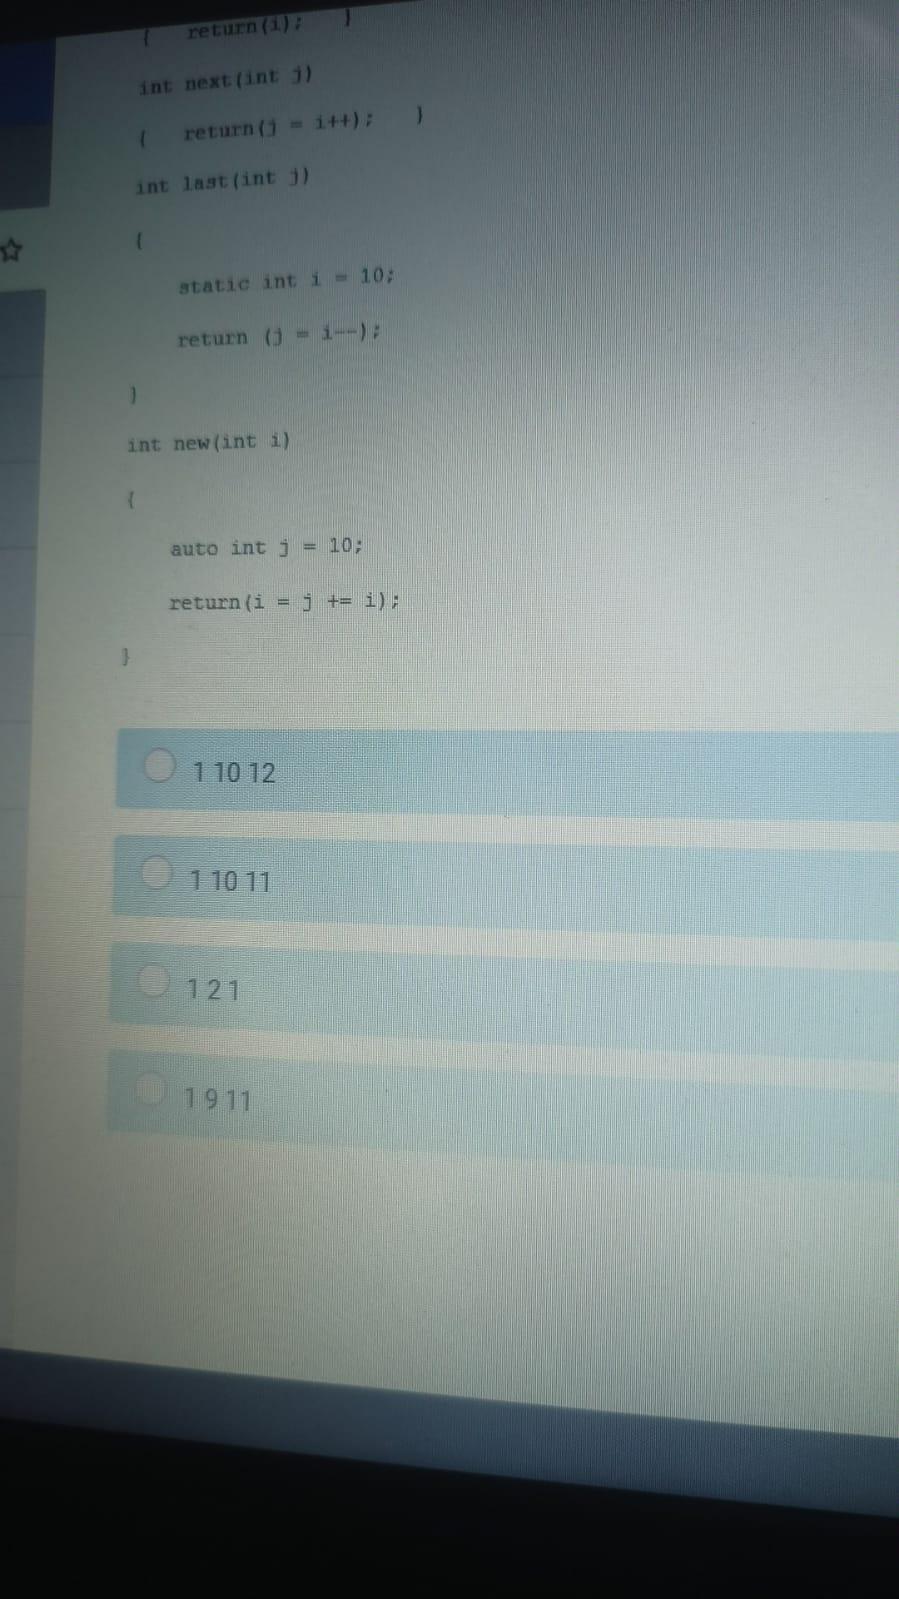 { return(i); }
int next(int j)
{ return(j = i++); }
int last(int j)
{
static int i = 10;
return (j = i--);
}
int new(int i)
{
auto int j = 10;
return(i = j += i);
}
1 10 12
1 10 11
1 2 1
1 9 11